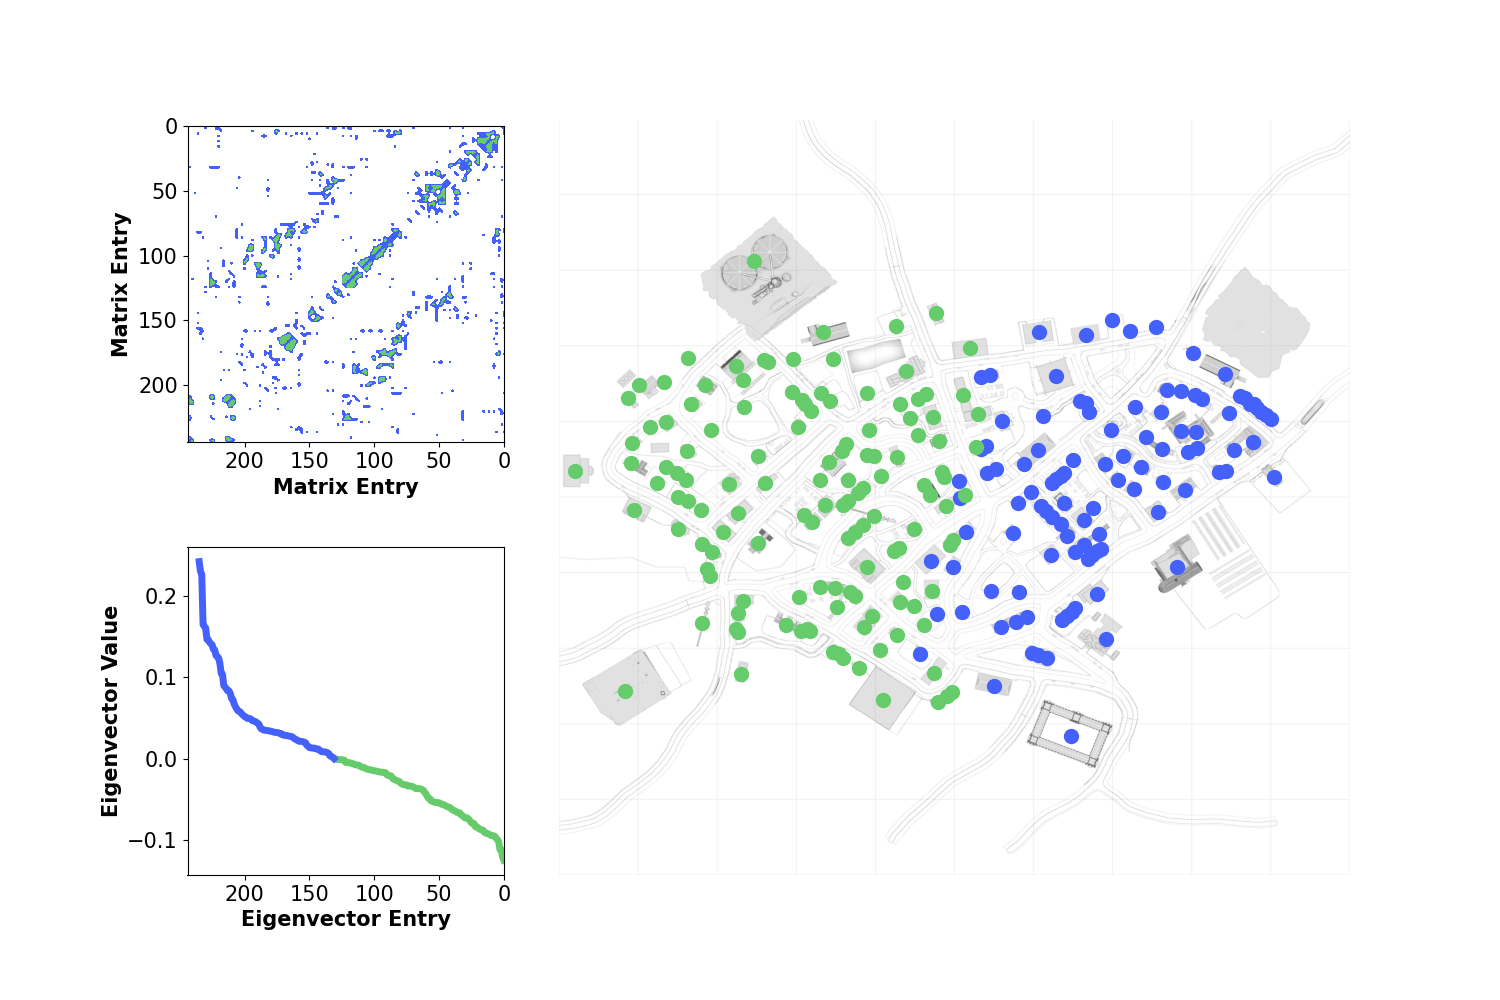 0
50
100
150
200
Matrix Entry
200 150 100 50 0
Matrix Entry
0.2
0.1
0.0
−0.1
Eigenvector Value
200 150 100 50 0
Eigenvector Entry